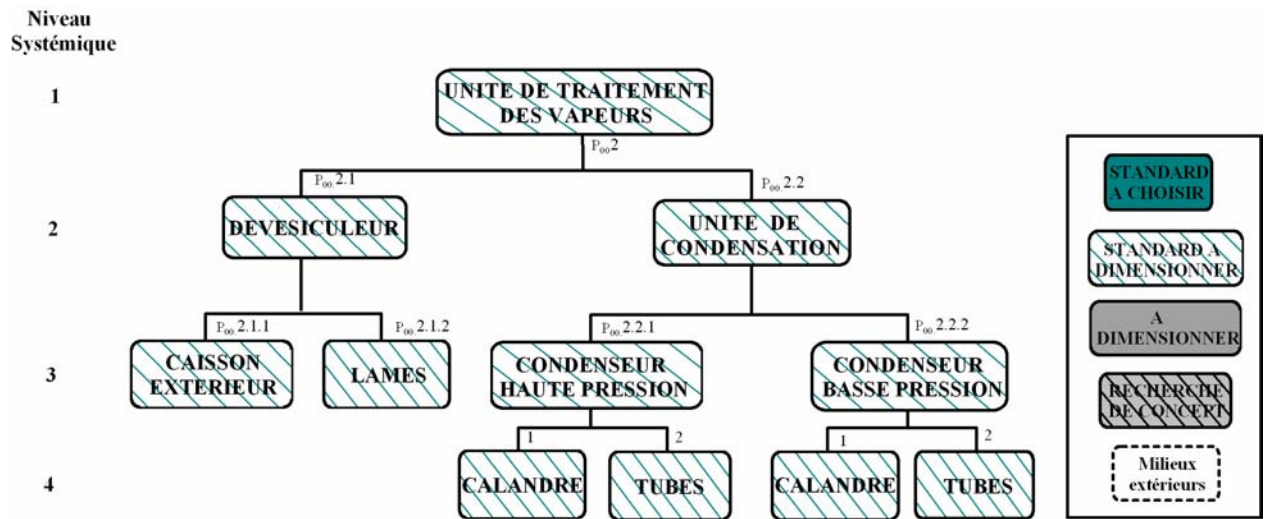 Niveau
Systémique
1
UNITE DE TRAITEMENT
DES VAPEURS
P₀₀2
P₀₀.2.1
P₀₀.2.2
2
DEVESICULEUR
UNITE DE
CONDENSATION
P₀₀.2.1.1
P₀₀.2.1.2
P₀₀.2.2.1
P₀₀.2.2.2
3
CAISSON
EXTERIEUR
LAMES
CONDENSEUR
HAUTE PRESSION
CONDENSEUR
BASSE PRESSION
1
2
1
2
4
CALANDRE
TUBES
CALANDRE
TUBES
STANDARD
A CHOISIR
STANDARD A
DIMENSIONNER
A
DIMENSIONNER
RECHERCHE
DE CONCEPT
Milieux
extérieurs